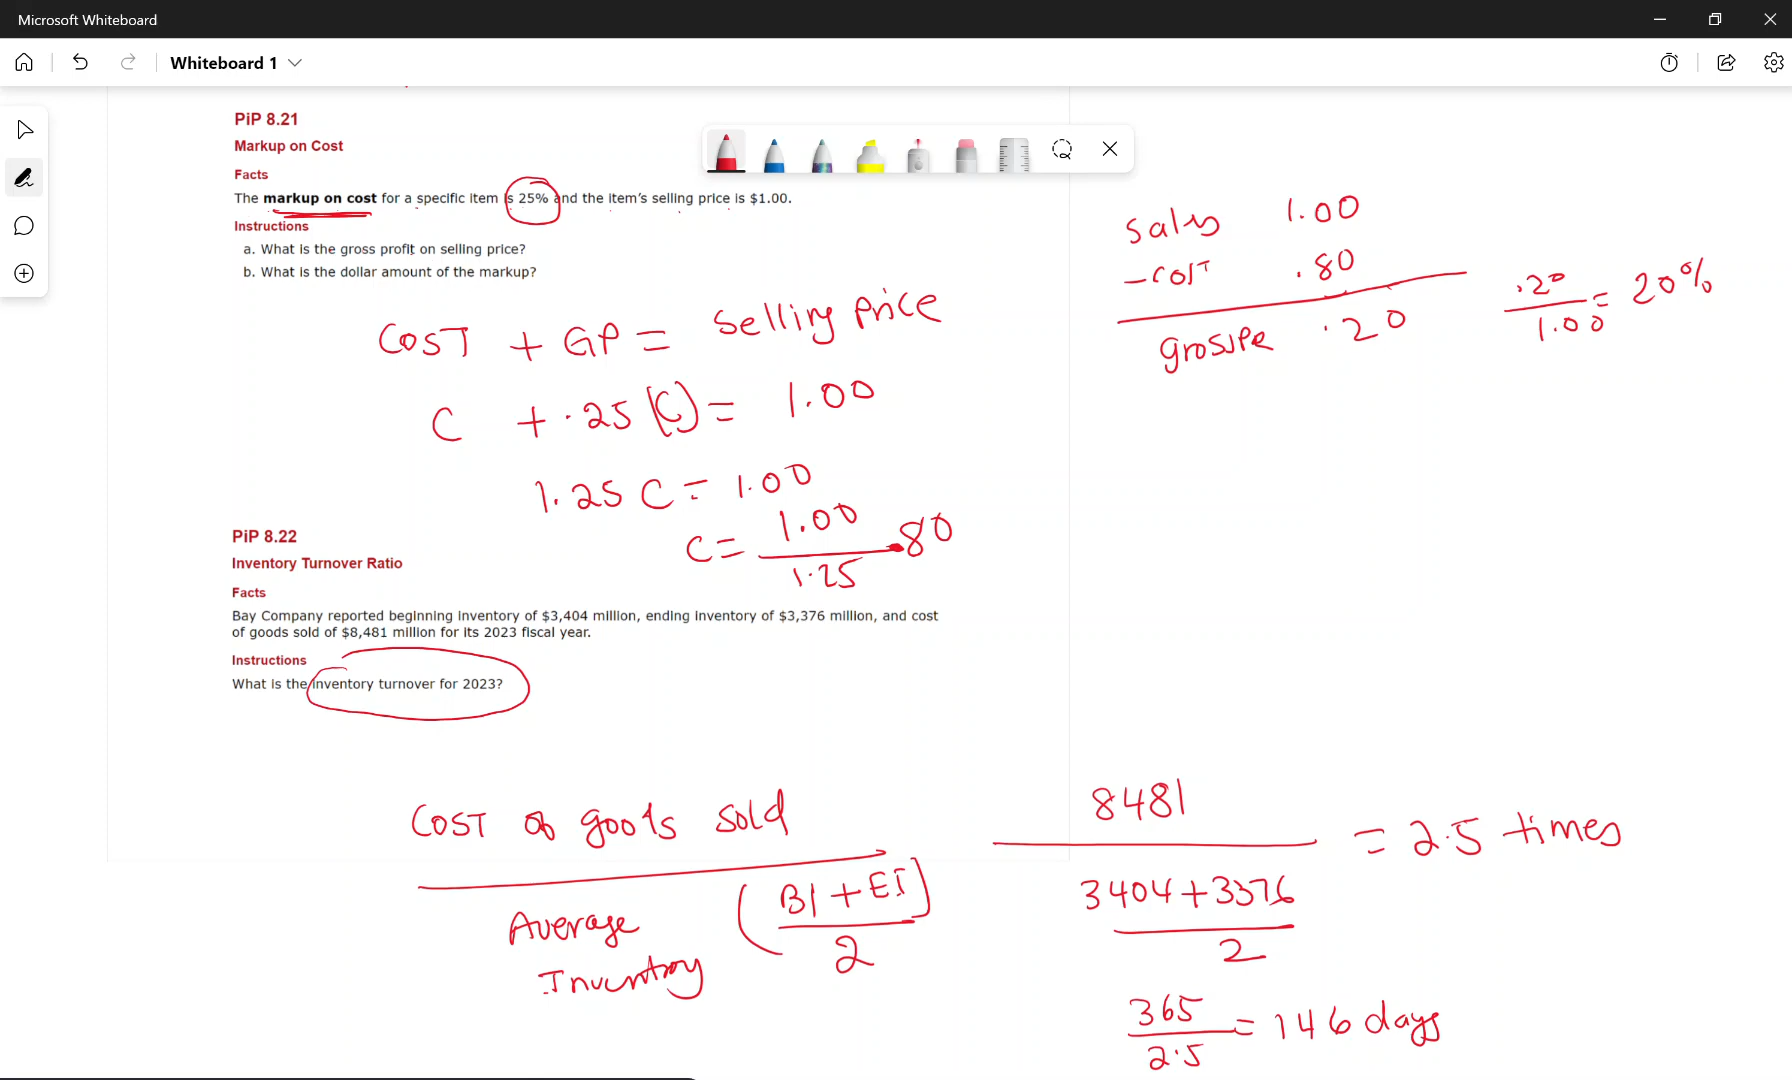 Microsoft Whiteboard
Whiteboard 1
PiP 8.21
Markup on Cost
Facts
The markup on cost for a specific item is 25% and the item's selling price is $1.00.
Instructions
a. What is the gross profit on selling price?
b. What is the dollar amount of the markup?
Cost + GP = Selling Price
C + .25 (C) = 1.00
1.25 C = 1.00
C = 1.00
1.25
.80
Sales 1.00
- Cost .80
.20
.20
1.00
= 20%
PiP 8.22
Inventory Turnover Ratio
Facts
Bay Company reported beginning inventory of $3,404 million, ending inventory of $3,376 million, and cost
of goods sold of $8,481 million for its 2023 fiscal year.
Instructions
What is the inventory turnover for 2023?
Cost of goods sold
Average
Inventory
(BI + EI)
2
8481
3404 + 3376
2
= 2.5 times
365
2.5
= 146 days